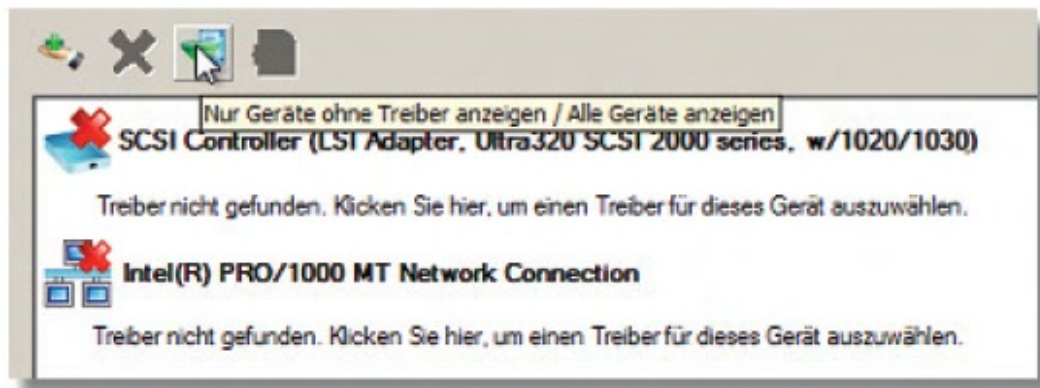 Nur Geräte ohne Treiber anzeigen / Alle Geräte anzeigen
SCSI Controller (LSI Adapter, Ultra320 SCSI 2000 series, w/1020/1030)
Treiber nicht gefunden. Klicken Sie hier, um einen Treiber für dieses Gerät auszuwählen.
Intel(R) PRO/1000 MT Network Connection
Treiber nicht gefunden. Klicken Sie hier, um einen Treiber für dieses Gerät auszuwählen.